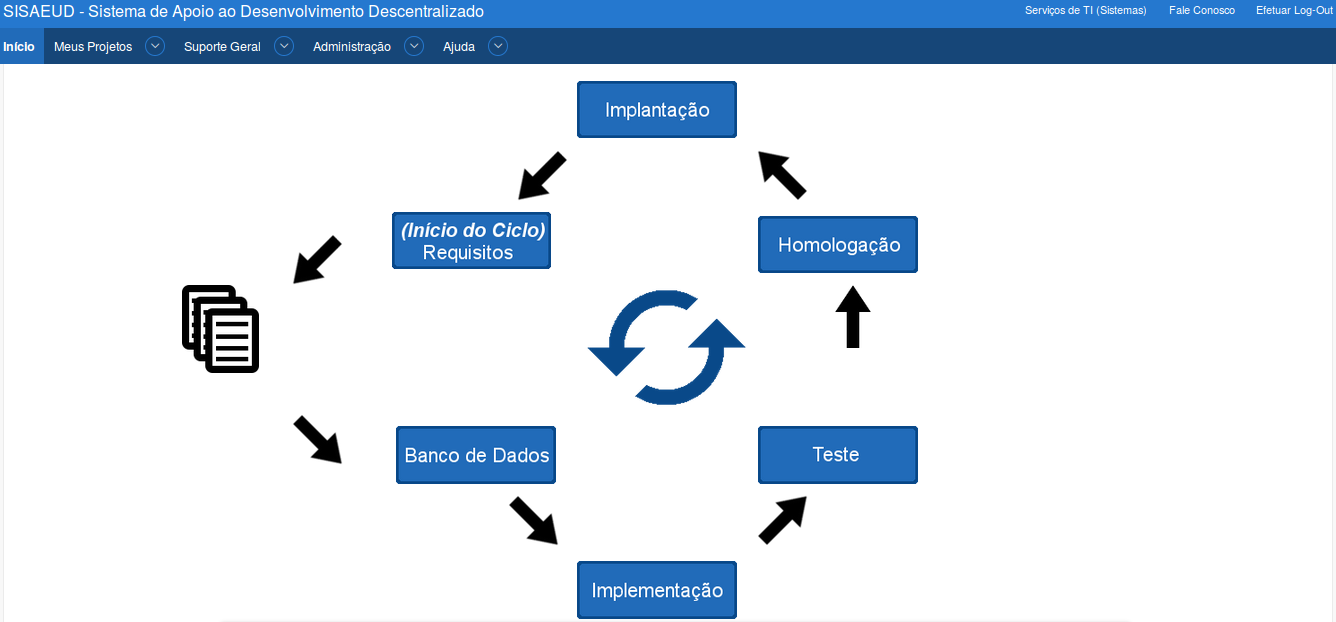 SISAEUD - Sistema de Apoio ao Desenvolvimento Descentralizado
Serviços de TI (Sistemas) Fale Conosco Efetuar Log-Out
Início Meus Projetos Suporte Geral Administração Ajuda
Implantação
(Início do Ciclo)
Requisitos
Homologação
Banco de Dados
Teste
Implementação